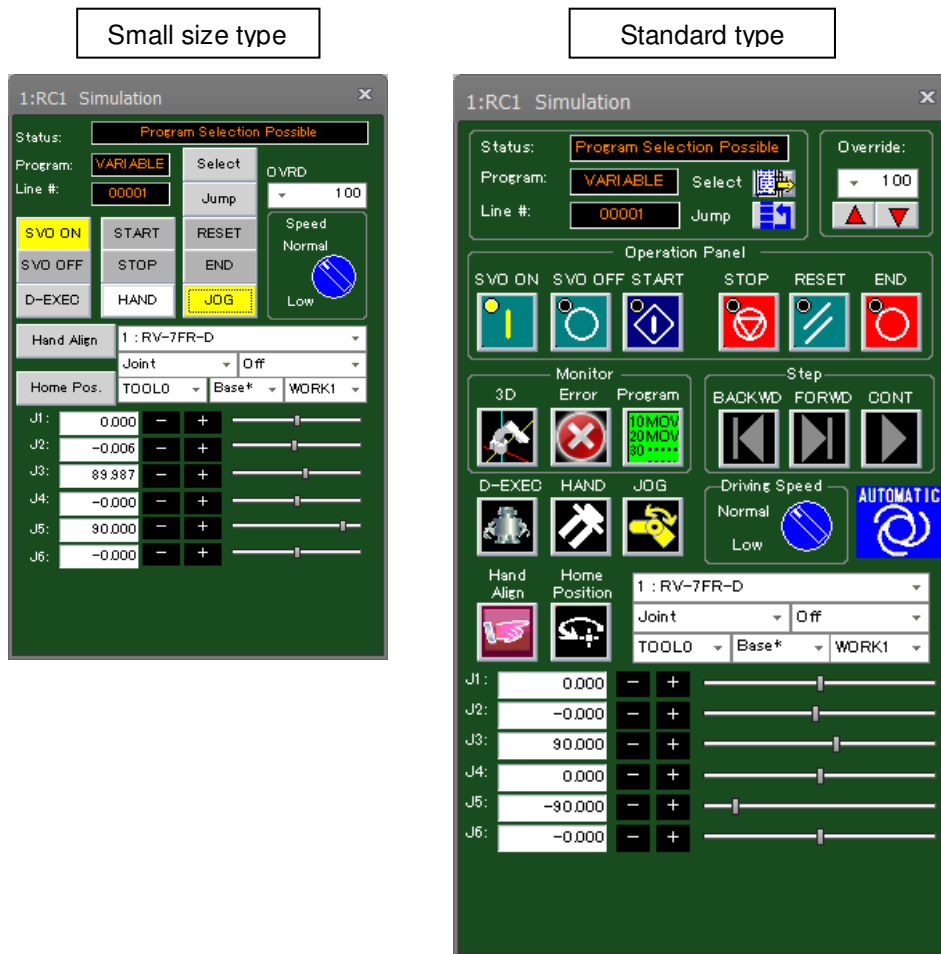 Small size type
1:RC1 Simulation
Status: Program Selection Possible
Program: VARIABLE Select OVRD
Line #: 00001 Jump 100
SVO ON START RESET Speed
Normal
SVO OFF STOP END
D-EXEC HAND JOG Low
Hand Align 1 : RV-7FR-D
Joint Off
Home Pos. TOOL0 Base* WORK1
J1: 0.000 - +
J2: -0.006 - +
J3: 89.987 - +
J4: -0.000 - +
J5: 90.000 - +
J6: -0.000 - +
Standard type
1:RC1 Simulation
Status: Program Selection Possible Override:
Program: VARIABLE Select 100
Line #: 00001 Jump
Operation Panel
SVO ON SVO OFF START STOP RESET END
Monitor Step
3D Error Program BACKWD FORWD CONT
10MOV
20MOV
30 ·····
D-EXEC HAND JOG Driving Speed AUTOMATIC
Normal
Low
Hand Align Home Position 1 : RV-7FR-D
Joint Off
TOOL0 Base* WORK1
J1: 0.000 - +
J2: -0.000 - +
J3: 90.000 - +
J4: 0.000 - +
J5: -90.000 - +
J6: -0.000 - +